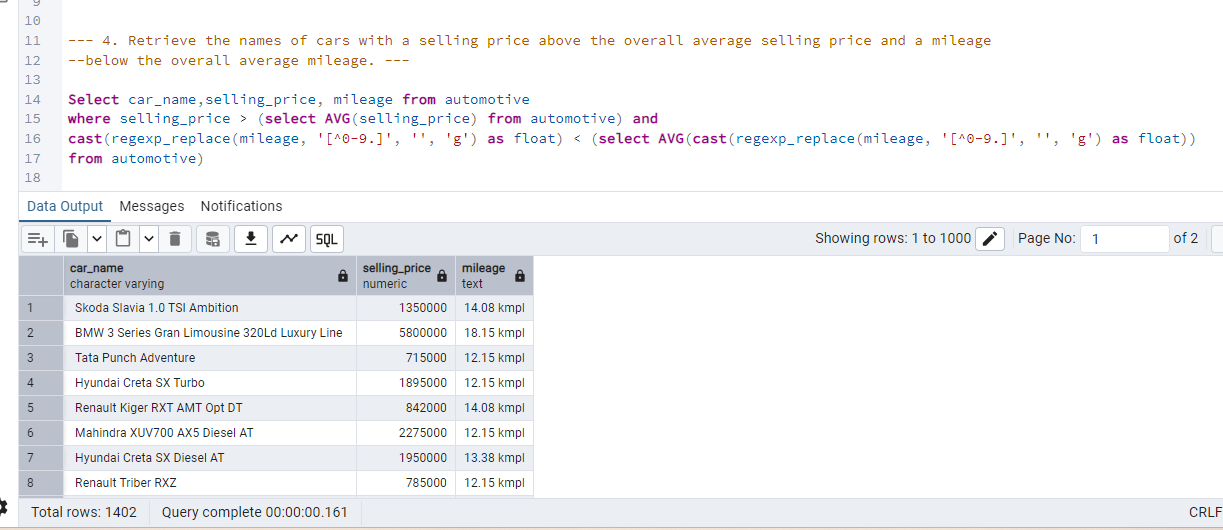 9
10
11 --- 4. Retrieve the names of cars with a selling price above the overall average selling price and a mileage
12 --below the overall average mileage. ---
13
14 Select car_name,selling_price, mileage from automotive
15 where selling_price > (select AVG(selling_price) from automotive) and
16 cast(regexp_replace(mileage, '[^0-9.]', '', 'g') as float) < (select AVG(cast(regexp_replace(mileage, '[^0-9.]', '', 'g') as float))
17 from automotive)
18
Data Output Messages Notifications
SQL Showing rows: 1 to 1000 Page No: 1 of 2
car_name selling_price mileage
character varying numeric text
1 Skoda Slavia 1.0 TSI Ambition 1350000 14.08 kmpl
2 BMW 3 Series Gran Limousine 320Ld Luxury Line 5800000 18.15 kmpl
3 Tata Punch Adventure 715000 12.15 kmpl
4 Hyundai Creta SX Turbo 1895000 12.15 kmpl
5 Renault Kiger RXT AMT Opt DT 842000 14.08 kmpl
6 Mahindra XUV700 AX5 Diesel AT 2275000 12.15 kmpl
7 Hyundai Creta SX Diesel AT 1950000 13.38 kmpl
8 Renault Triber RXZ 785000 12.15 kmpl
Total rows: 1402 Query complete 00:00:00.161 CRLF